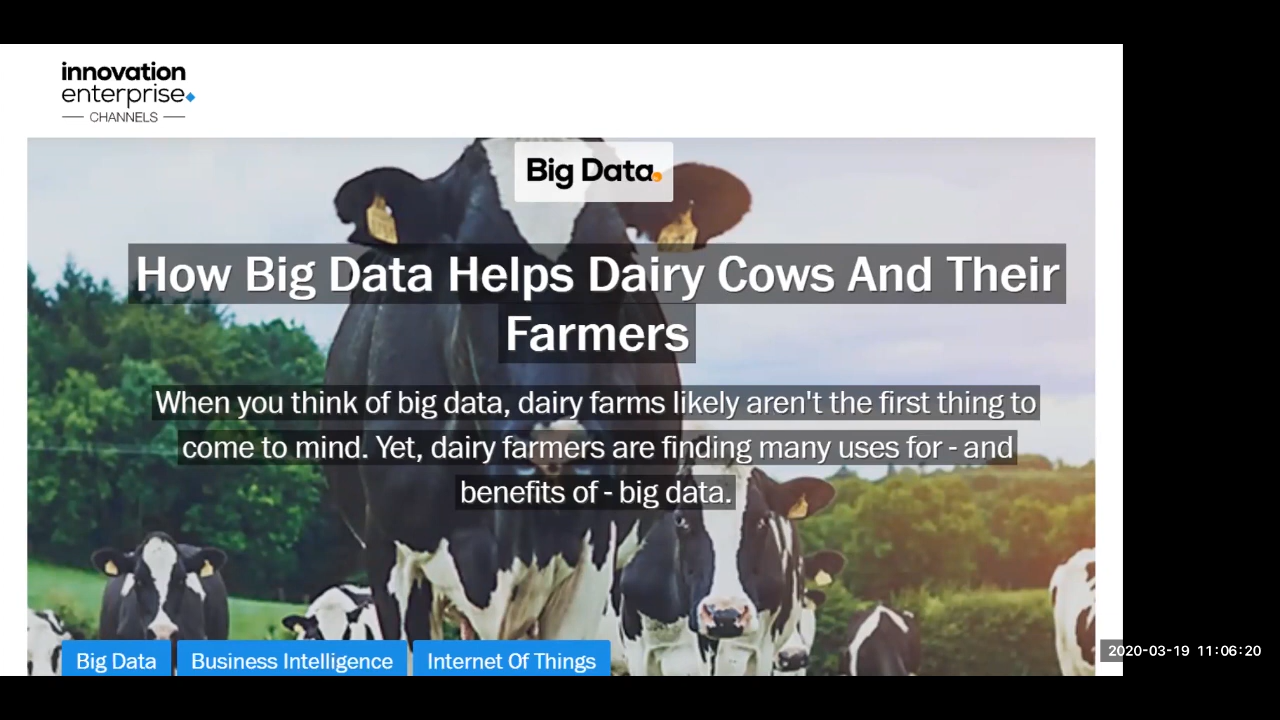 innovation
enterprise
CHANNELS
Big Data
How Big Data Helps Dairy Cows And Their
Farmers
When you think of big data, dairy farms likely aren't the first thing to
come to mind. Yet, dairy farmers are finding many uses for - and
benefits of - big data.
Big Data
Business Intelligence
Internet Of Things
2020-03-19 11:06:20